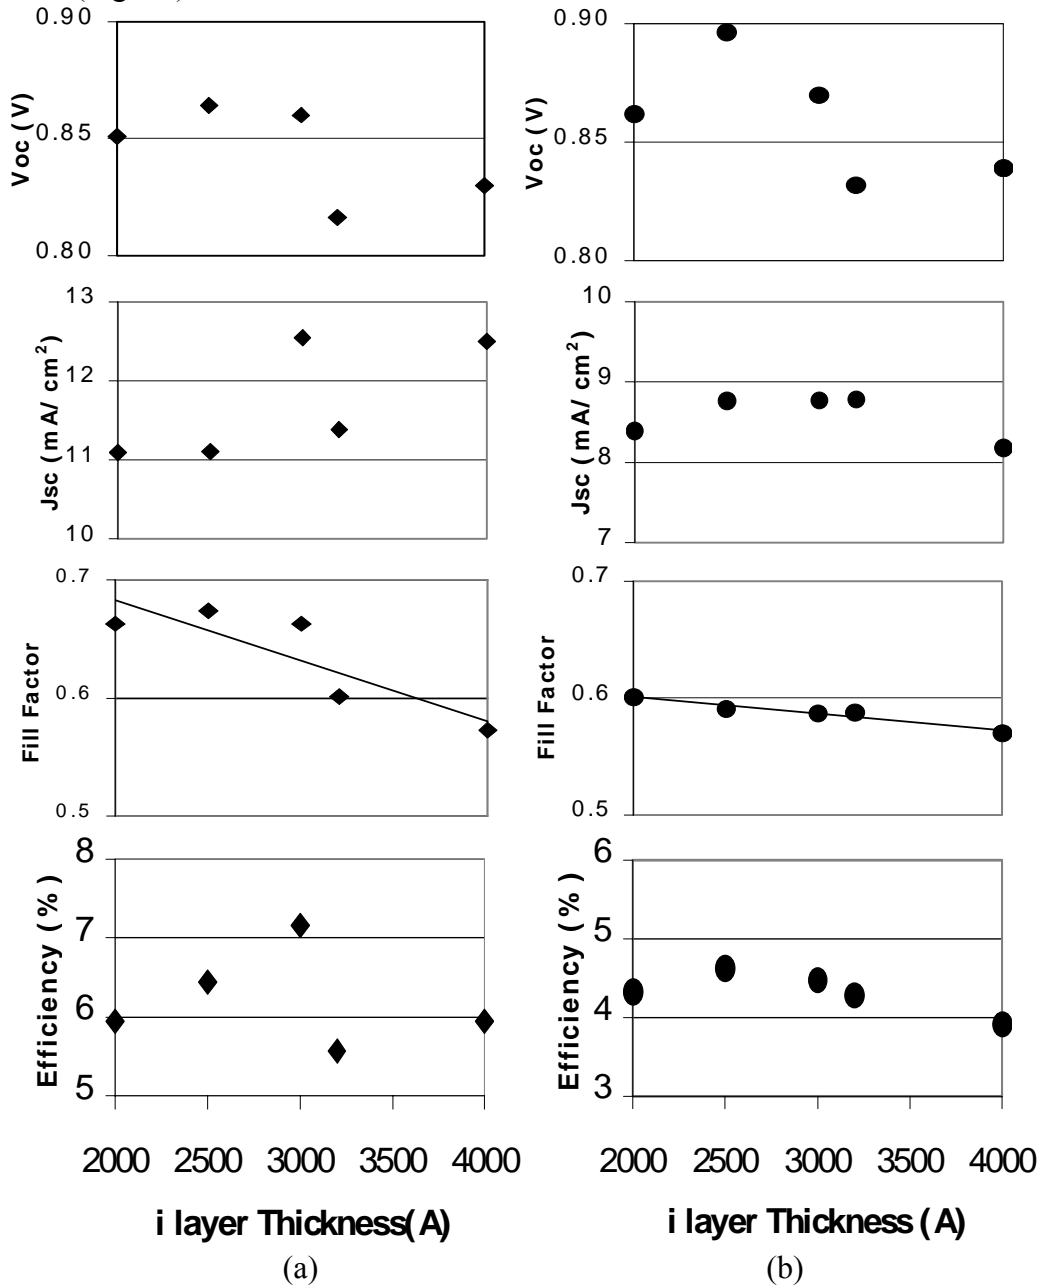 0.90
0.85
0.80
Voc (V)
13
12
11
10
Jsc (mA/ cm²)
0.7
0.6
0.5
Fill Factor
8
7
6
5
Efficiency (%)
2000 2500 3000 3500 4000
i layer Thickness(A)
(a)
0.90
0.85
0.80
Voc (V)
10
9
8
7
Jsc (mA/ cm²)
0.7
0.6
0.5
Fill Factor
6
5
4
3
Efficiency (%)
2000 2500 3000 3500 4000
i layer Thickness (A)
(b)